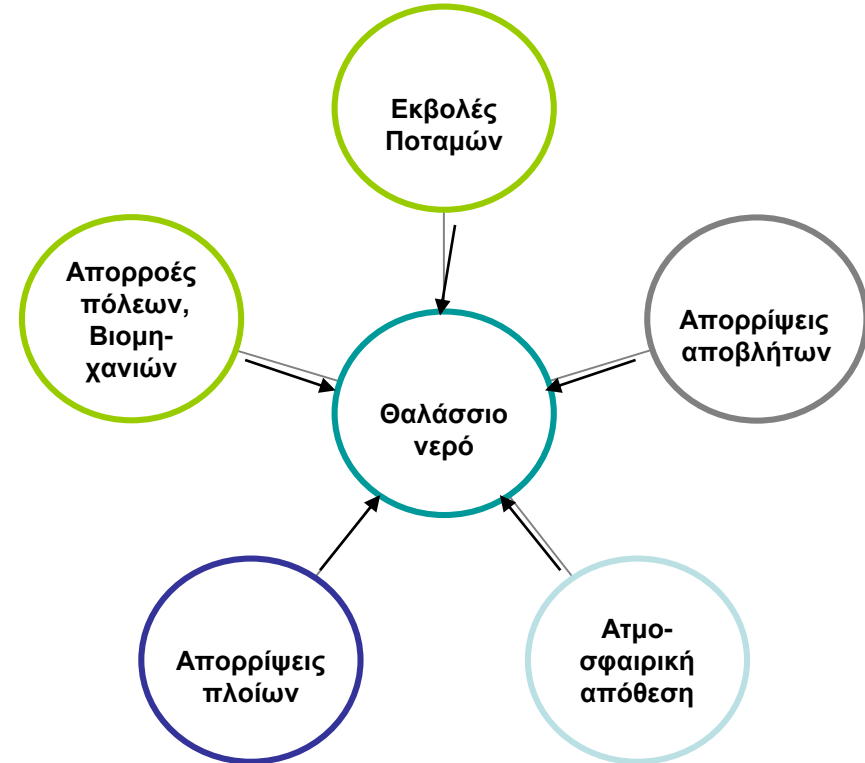 Εκβολές
Ποταμών
Απορροές
πόλεων,
Βιομη-
χανιών
Απορρίψεις
αποβλήτων
Θαλάσσιο
νερό
Απορρίψεις
πλοίων
Ατμο-
σφαιρική
απόθεση